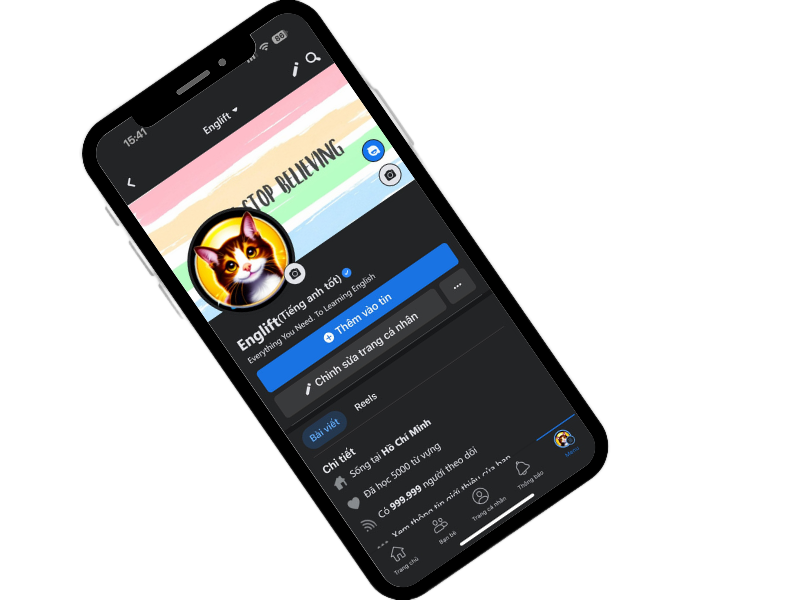 15:41
88
Englift
STOP BELIEVING
Englift(Tiếng anh tốt)
Everything You Need. To Learning English
Thêm vào tin
Chỉnh sửa trang cá nhân
Bài viết
Reels
Chi tiết
Sống tại Hồ Chí Minh
Đã học 5000 từ vựng
Có 999.999 người theo dõi
Xem thông tin giới thiệu của bạn
Trang chủ
Bạn bè
Trang cá nhân
Thông báo
Menu